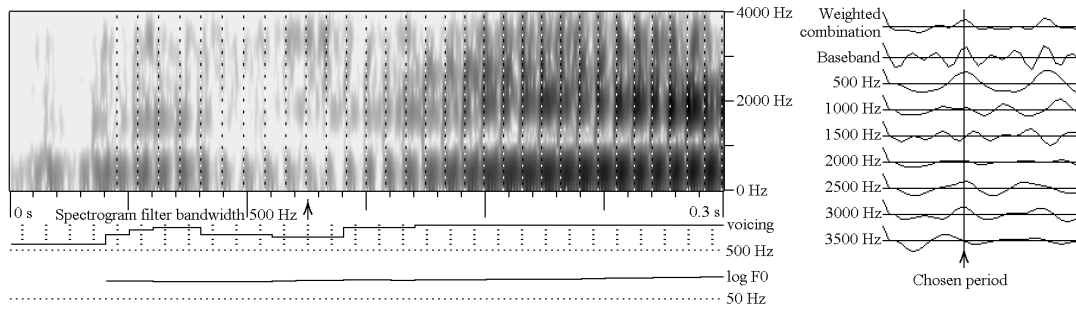 4000 Hz
2000 Hz
0 Hz
0 s
Spectrogram filter bandwidth 500 Hz
0.3 s
voicing
500 Hz
log F0
50 Hz
Weighted
combination
Baseband
500 Hz
1000 Hz
1500 Hz
2000 Hz
2500 Hz
3000 Hz
3500 Hz
Chosen period